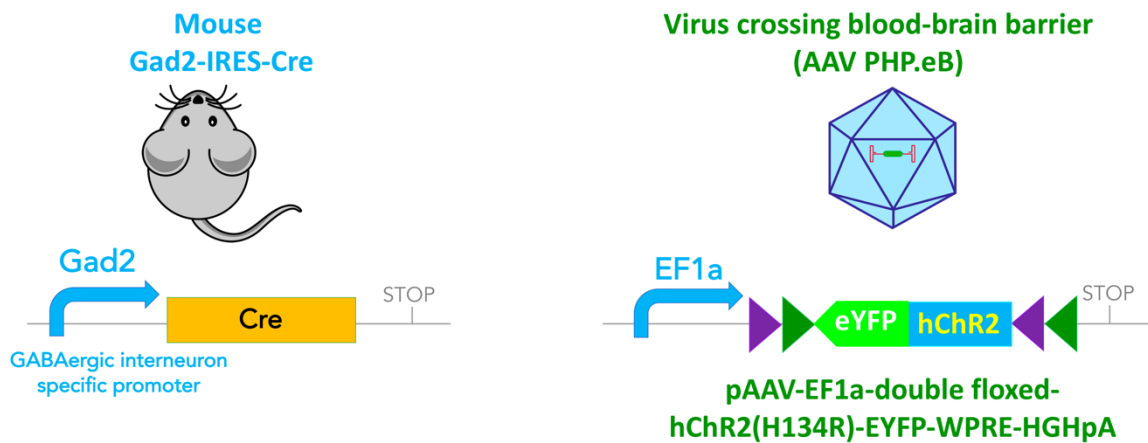 Mouse
Gad2-IRES-Cre
Gad2
Cre
STOP
GABAergic interneuron
specific promoter
Virus crossing blood-brain barrier
(AAV PHP.eB)
EF1a
eYFP hChR2
STOP
pAAV-EF1a-double floxed-
hChR2(H134R)-EYFP-WPRE-HGHpA